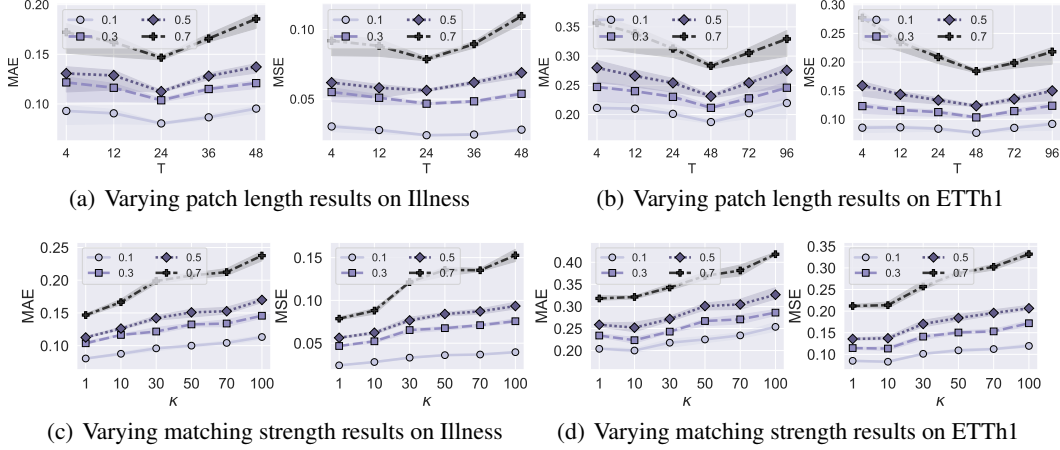 0.1 0.5
0.3 0.7
MAE
0.20
0.15
0.10
4 12 24 36 48
T
0.1 0.5
0.3 0.7
MSE
0.10
0.05
4 12 24 36 48
T
(a) Varying patch length results on Illness
0.1 0.5
0.3 0.7
MAE
0.35
0.30
0.25
0.20
4 12 24 48 72 96
T
0.1 0.5
0.3 0.7
MSE
0.25
0.20
0.15
0.10
4 12 24 48 72 96
T
(b) Varying patch length results on ETTh1
0.1 0.5
0.3 0.7
MAE
0.25
0.20
0.15
0.10
1 10 30 50 70 100
κ
0.1 0.5
0.3 0.7
MSE
0.15
0.10
0.05
1 10 30 50 70 100
κ
(c) Varying matching strength results on Illness
0.1 0.5
0.3 0.7
MAE
0.40
0.35
0.30
0.25
0.20
1 10 30 50 70 100
κ
0.1 0.5
0.3 0.7
MSE
0.35
0.30
0.25
0.20
0.15
0.10
1 10 30 50 70 100
κ
(d) Varying matching strength results on ETTh1